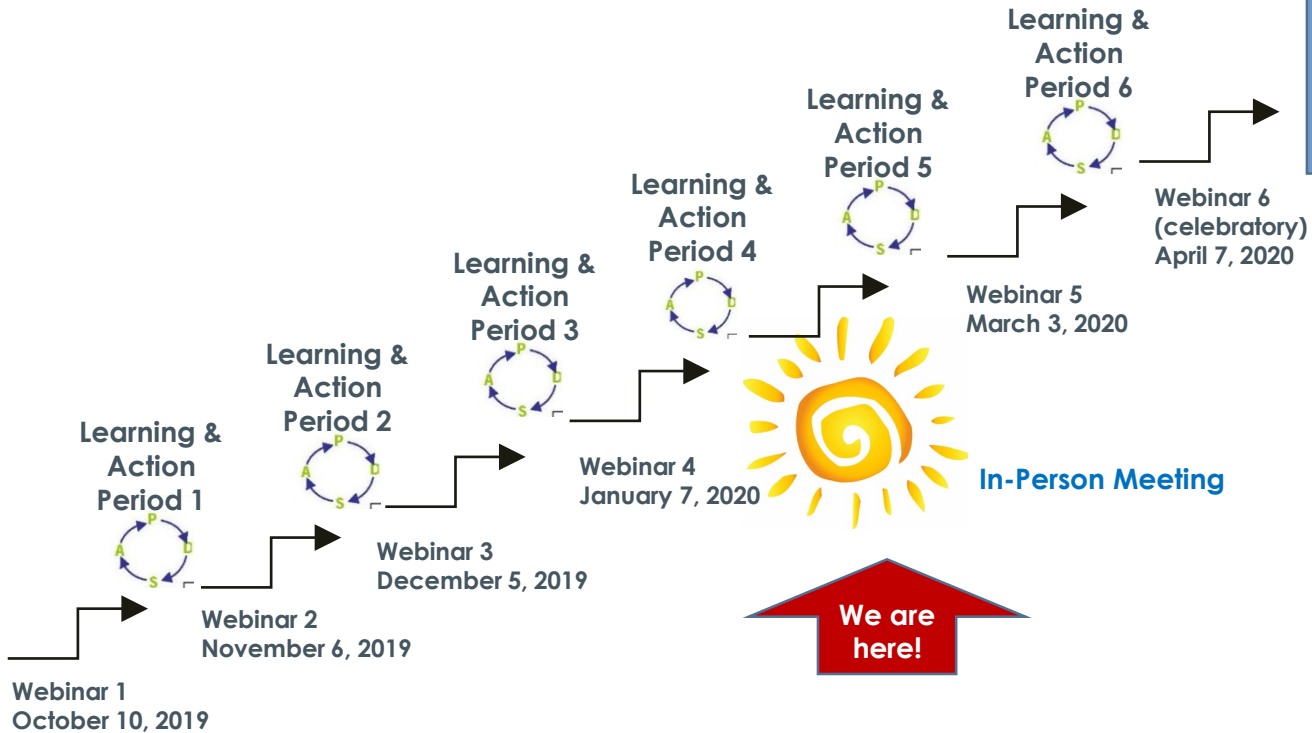 Learning &
Action
Period 1
P
D
S
A
Learning &
Action
Period 2
P
D
S
A
Learning &
Action
Period 3
P
D
S
A
Learning &
Action
Period 4
P
D
S
A
Learning &
Action
Period 5
P
D
S
A
Learning &
Action
Period 6
P
D
S
A
Webinar 1
October 10, 2019
Webinar 2
November 6, 2019
Webinar 3
December 5, 2019
Webinar 4
January 7, 2020
In-Person Meeting
We are
here!
Webinar 5
March 3, 2020
Webinar 6
(celebratory)
April 7, 2020